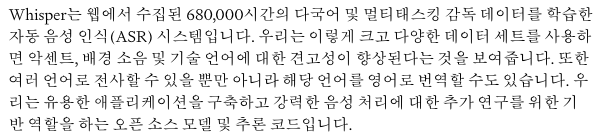 Whisper는 웹에서 수집된 680,000시간의 다국어 및 멀티태스킹 감독 데이터를 학습한
자동 음성 인식(ASR) 시스템입니다. 우리는 이렇게 크고 다양한 데이터 세트를 사용하
면 악센트, 배경 소음 및 기술 언어에 대한 견고성이 향상된다는 것을 보여줍니다. 또한
여러 언어로 전사할 수 있을 뿐만 아니라 해당 언어를 영어로 번역할 수도 있습니다. 우
리는 유용한 애플리케이션을 구축하고 강력한 음성 처리에 대한 추가 연구를 위한 기
반 역할을 하는 오픈 소스 모델 및 추론 코드입니다.